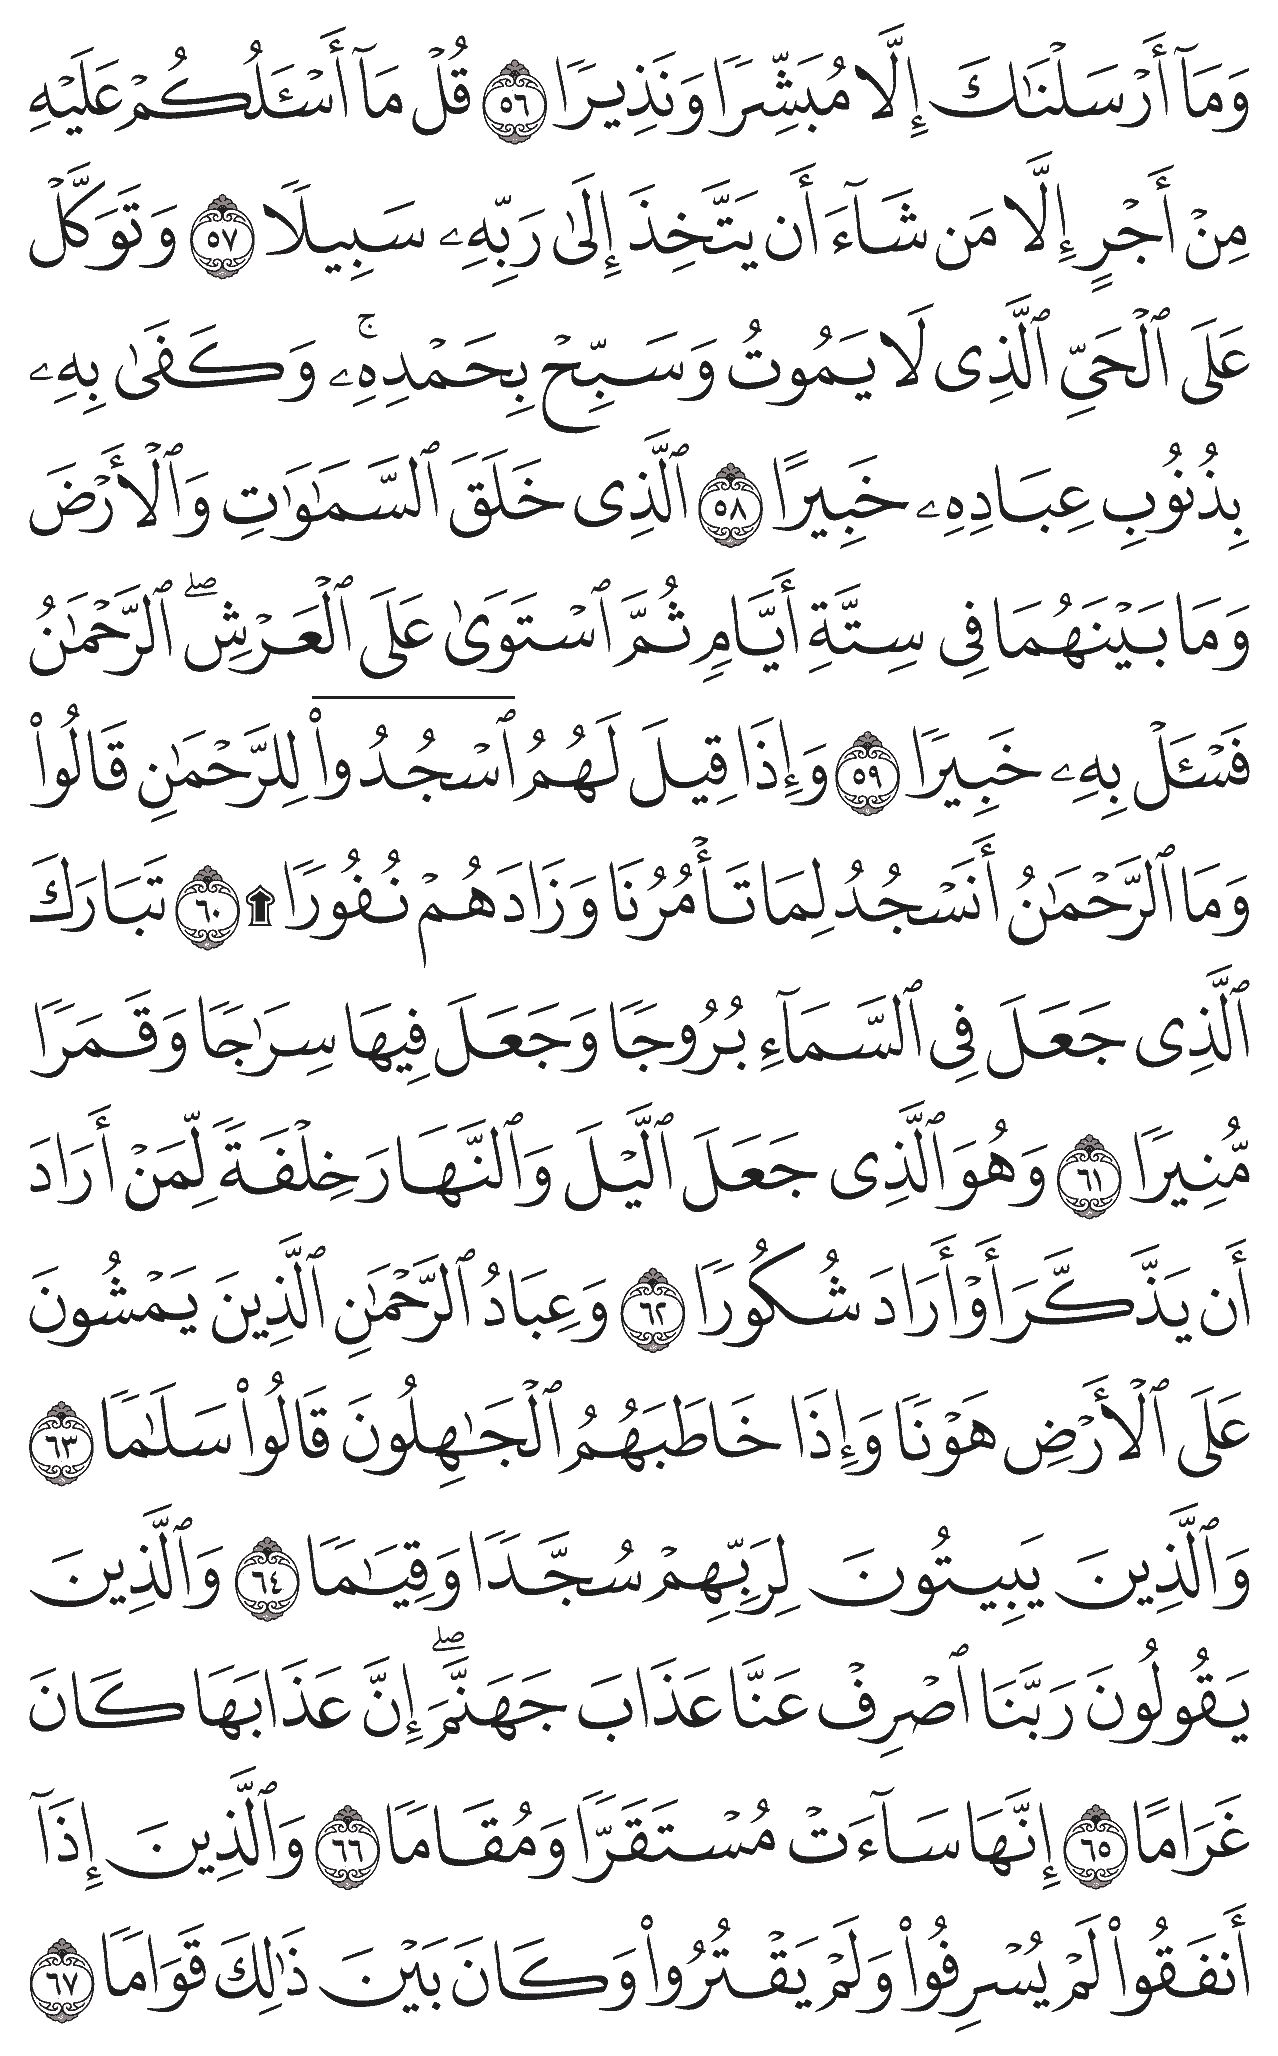 وَمَآ أَرْسَلْنَٰكَ إِلَّا مُبَشِّرًا وَنَذِيرًا ٥٦ قُلْ مَآ أَسْـَٔلُكُمْ عَلَيْهِ
مِنْ أَجْرٍ إِلَّا مَن شَآءَ أَن يَتَّخِذَ إِلَىٰ رَبِّهِۦ سَبِيلًا ٥٧ وَتَوَكَّلْ
عَلَى ٱلْحَىِّ ٱلَّذِى لَا يَمُوتُ وَسَبِّحْ بِحَمْدِهِۦ ۚ وَكَفَىٰ بِهِۦ
بِذُنُوبِ عِبَادِهِۦ خَبِيرًا ٥٨ ٱلَّذِى خَلَقَ ٱلسَّمَٰوَٰتِ وَٱلْأَرْضَ
وَمَا بَيْنَهُمَا فِى سِتَّةِ أَيَّامٍ ثُمَّ ٱسْتَوَىٰ عَلَى ٱلْعَرْشِ ۖ ٱلرَّحْمَٰنُ
فَسْـَٔلْ بِهِۦ خَبِيرًا ٥٩ وَإِذَا قِيلَ لَهُمُ ٱسْجُدُوا۟ لِلرَّحْمَٰنِ قَالُوا۟
وَمَا ٱلرَّحْمَٰنُ أَنَسْجُدُ لِمَا تَأْمُرُنَا وَزَادَهُمْ نُفُورًا ۩ ٦٠ تَبَارَكَ
ٱلَّذِى جَعَلَ فِى ٱلسَّمَآءِ بُرُوجًا وَجَعَلَ فِيهَا سِرَٰجًا وَقَمَرًا
مُّنِيرًا ٦١ وَهُوَ ٱلَّذِى جَعَلَ ٱلَّيْلَ وَٱلنَّهَارَ خِلْفَةً لِّمَنْ أَرَادَ
أَن يَذَّكَّرَ أَوْ أَرَادَ شُكُورًا ٦٢ وَعِبَادُ ٱلرَّحْمَٰنِ ٱلَّذِينَ يَمْشُونَ
عَلَى ٱلْأَرْضِ هَوْنًا وَإِذَا خَاطَبَهُمُ ٱلْجَٰهِلُونَ قَالُوا۟ سَلَٰمًا ٦٣
وَٱلَّذِينَ يَبِيتُونَ لِرَبِّهِمْ سُجَّدًا وَقِيَٰمًا ٦٤ وَٱلَّذِينَ
يَقُولُونَ رَبَّنَا ٱصْرِفْ عَنَّا عَذَابَ جَهَنَّمَ ۖ إِنَّ عَذَابَهَا كَانَ
غَرَامًا ٦٥ إِنَّهَا سَآءَتْ مُسْتَقَرًّا وَمُقَامًا ٦٦ وَٱلَّذِينَ إِذَآ
أَنفَقُوا۟ لَمْ يُسْرِفُوا۟ وَلَمْ يَقْتُرُوا۟ وَكَانَ بَيْنَ ذَٰلِكَ قَوَامًا ٦٧